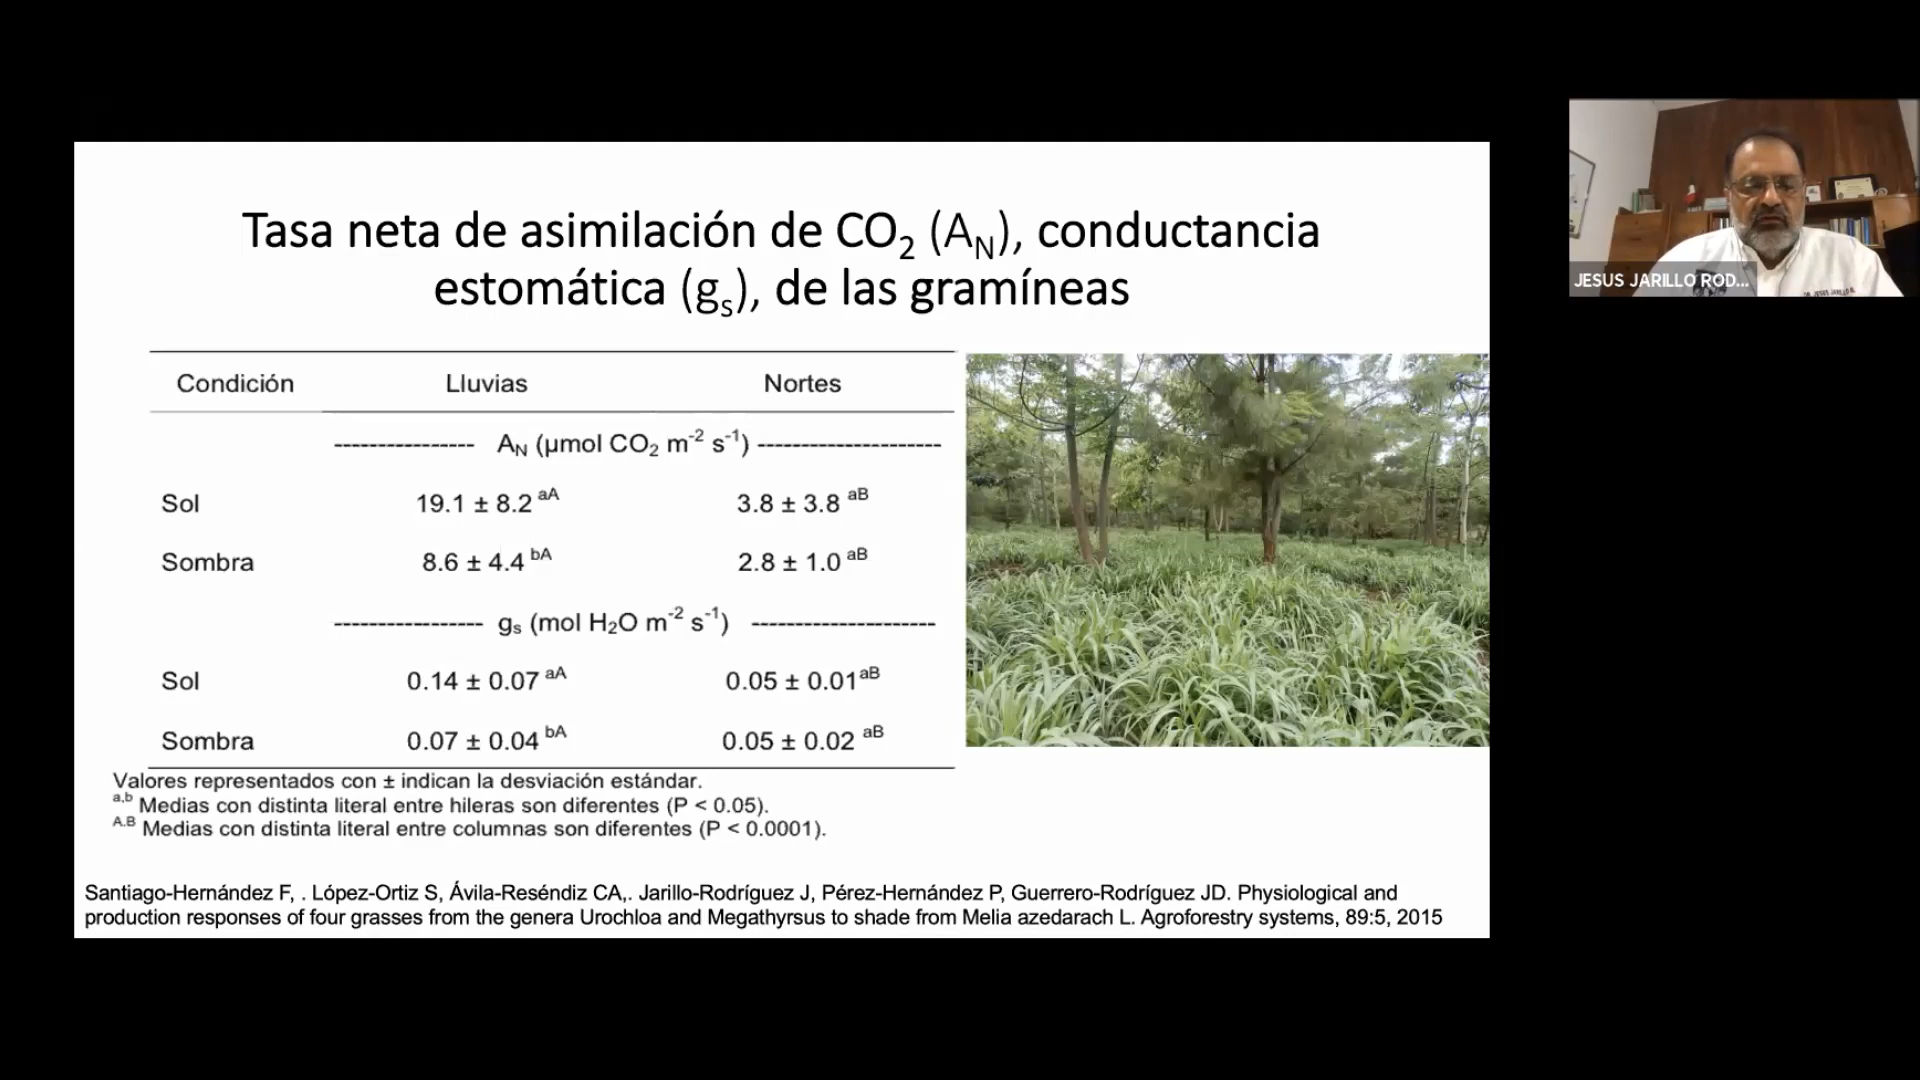 Tasa neta de asimilación de CO2 (AN), conductancia
estomática (gs), de las gramíneas
Condición Lluvias Nortes
---------------- AN (µmol CO2 m-2 s-1) ---------------------
Sol 19.1 ± 8.2 aA 3.8 ± 3.8 aB
Sombra 8.6 ± 4.4 bA 2.8 ± 1.0 aB
----------------- gs (mol H2O m-2 s-1) ---------------------
Sol 0.14 ± 0.07 aA 0.05 ± 0.01aB
Sombra 0.07 ± 0.04 bA 0.05 ± 0.02 aB
Valores representados con ± indican la desviación estándar.
a,b Medias con distinta literal entre hileras son diferentes (P < 0.05).
A.B Medias con distinta literal entre columnas son diferentes (P < 0.0001).
Santiago-Hernández F, . López-Ortiz S, Ávila-Reséndiz CA,. Jarillo-Rodríguez J, Pérez-Hernández P, Guerrero-Rodríguez JD. Physiological and
production responses of four grasses from the genera Urochloa and Megathyrsus to shade from Melia azedarach L. Agroforestry systems, 89:5, 2015
JESUS JARILLO ROD...